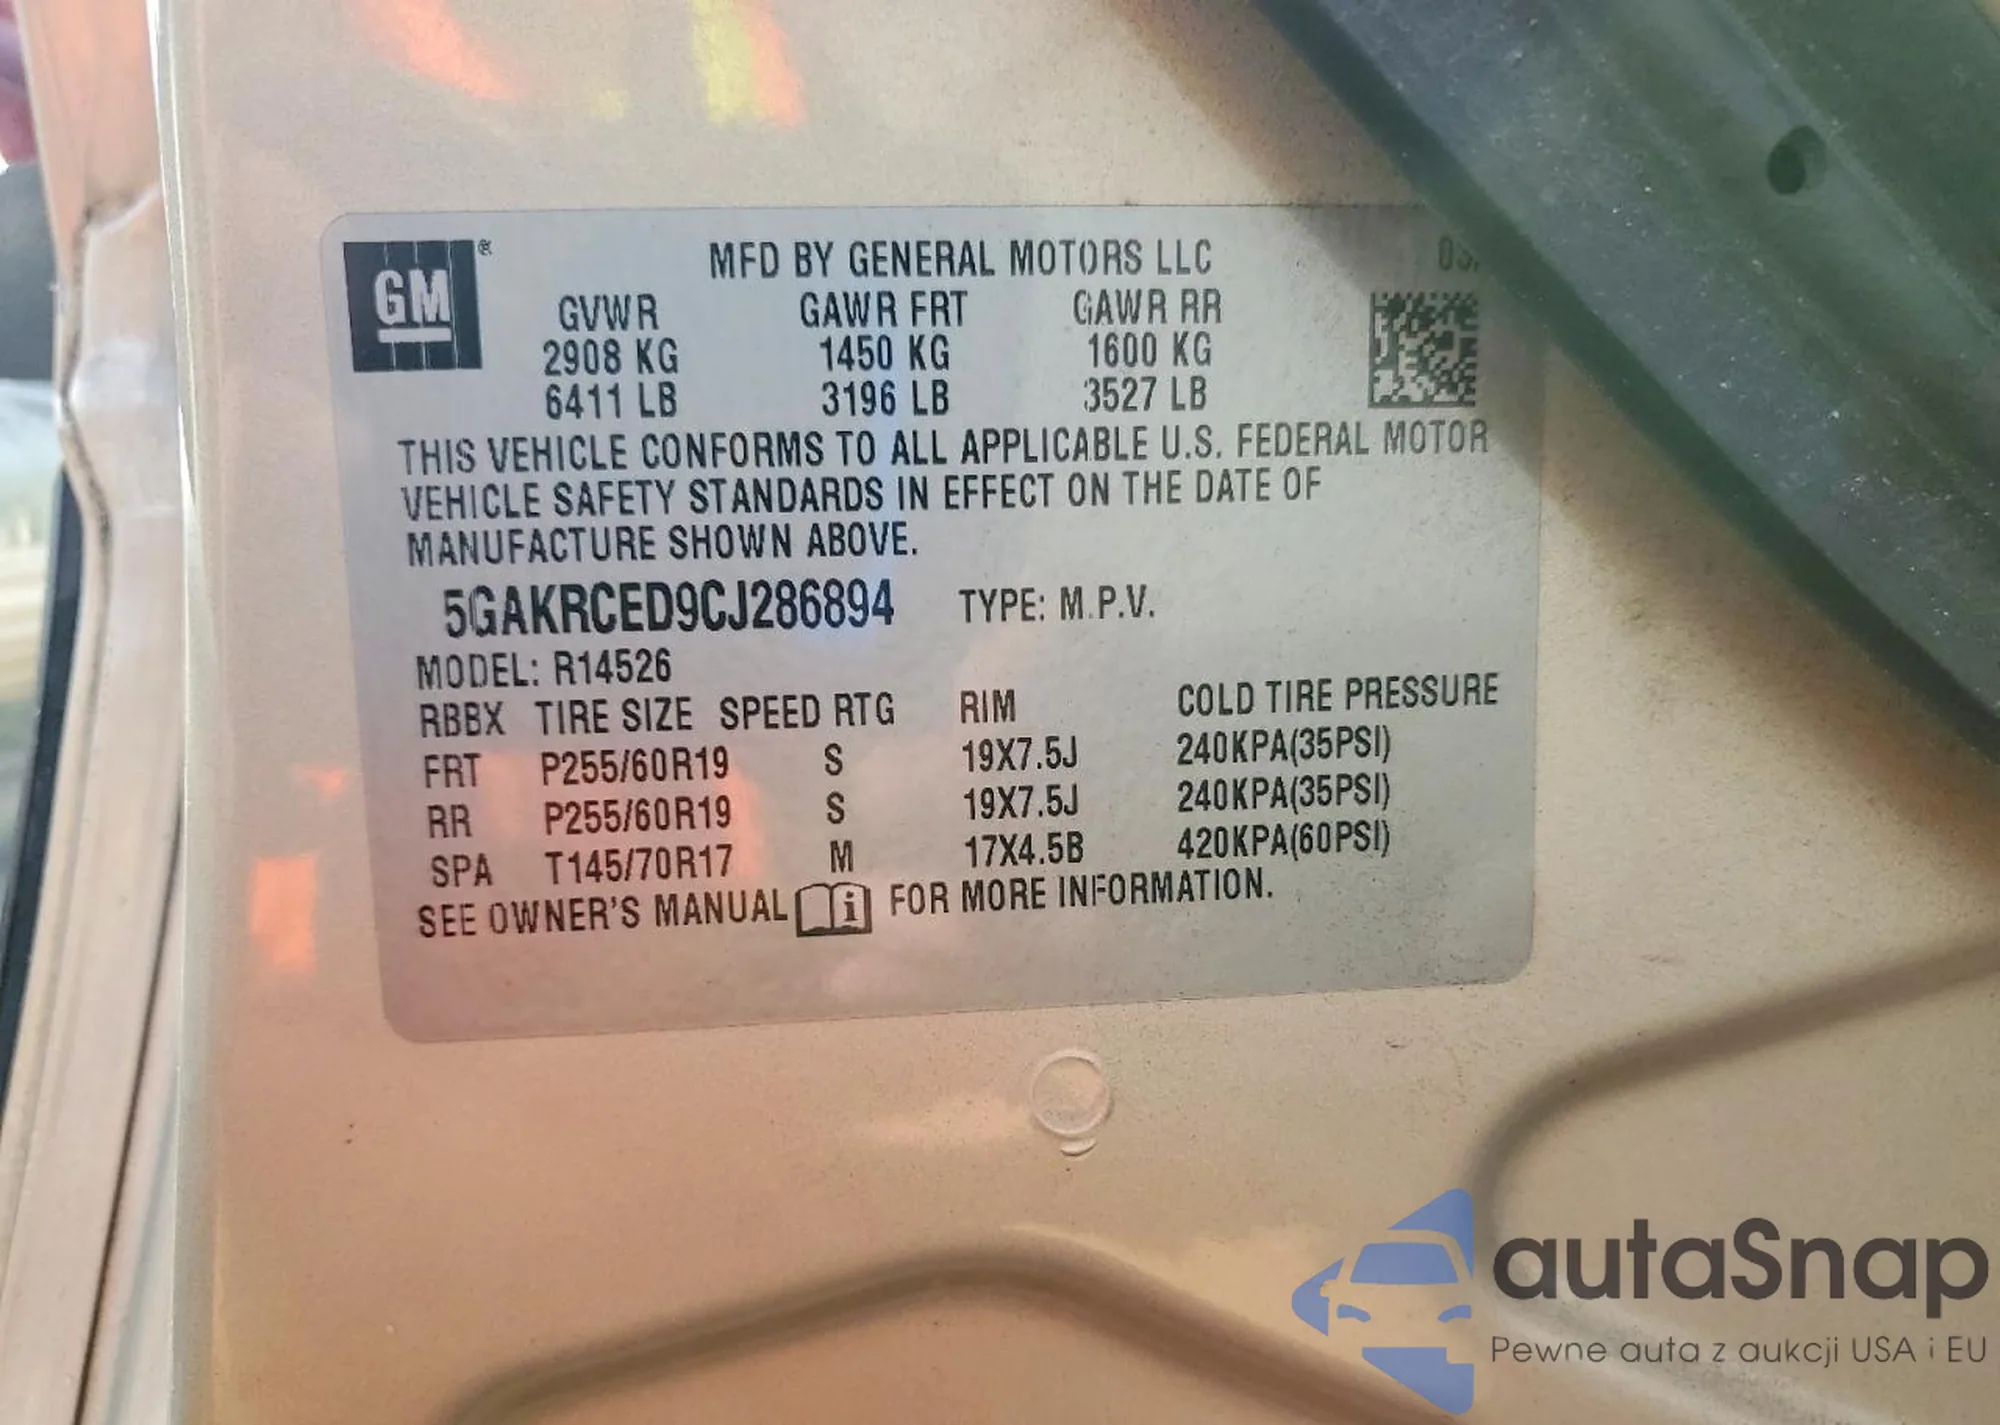 GM®
MFD BY GENERAL MOTORS LLC
GVWR GAWR FRT GAWR RR
2908 KG 1450 KG 1600 KG
6411 LB 3196 LB 3527 LB
THIS VEHICLE CONFORMS TO ALL APPLICABLE U.S. FEDERAL MOTOR
VEHICLE SAFETY STANDARDS IN EFFECT ON THE DATE OF
MANUFACTURE SHOWN ABOVE.
5GAKRCED9CJ286894 TYPE: M.P.V.
MODEL: R14526
RBBX TIRE SIZE SPEED RTG RIM COLD TIRE PRESSURE
FRT P255/60R19 S 19X7.5J 240KPA(35PSI)
RR P255/60R19 S 19X7.5J 240KPA(35PSI)
SPA T145/70R17 M 17X4.5B 420KPA(60PSI)
SEE OWNER'S MANUAL i FOR MORE INFORMATION.
autaSnap
Pewne auta z aukcji USA i EU